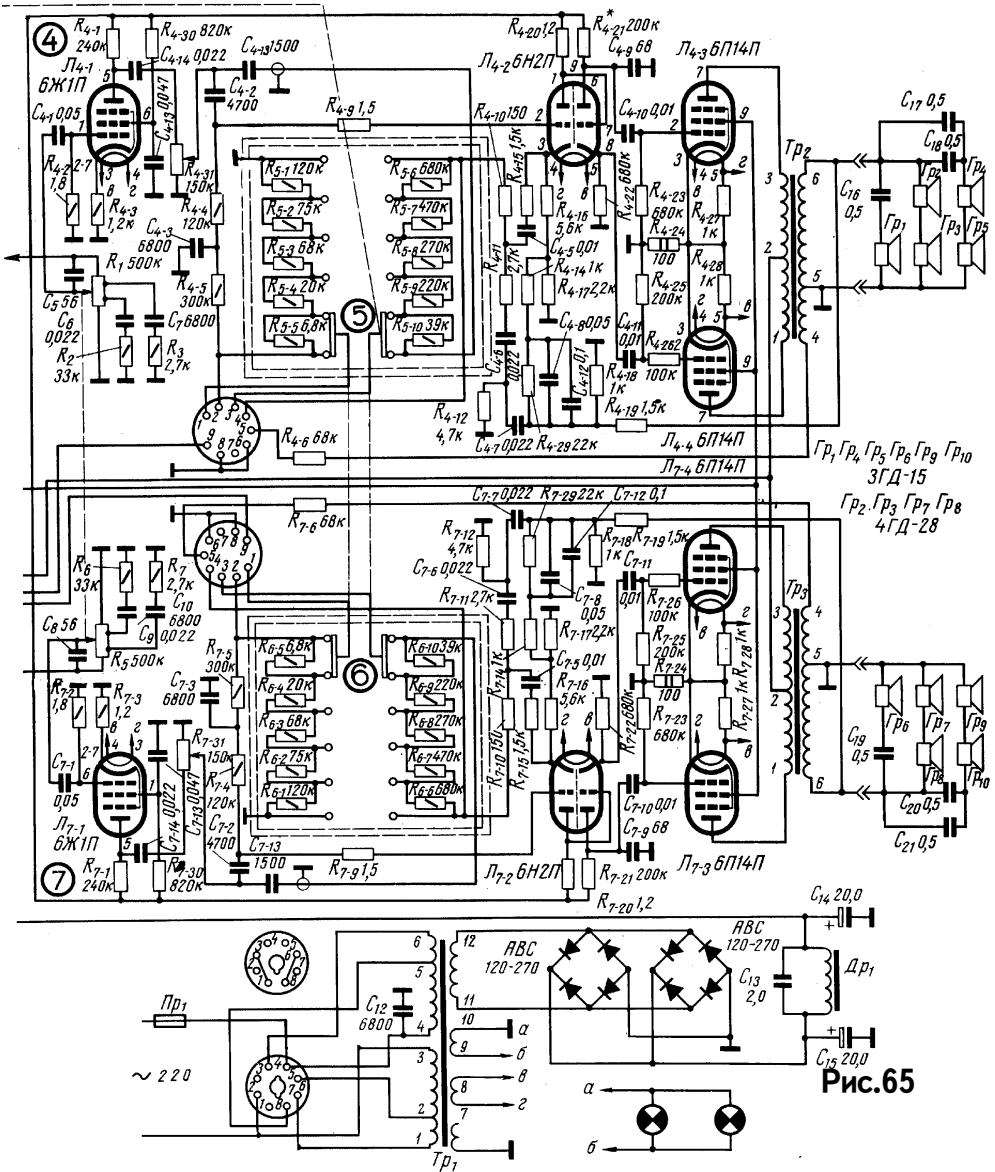 ④
R4-1
240к
R4-30 820к
C4-14 0,022
Л4-1
6Ж1П
C4-1 0,05
R4-2
1,8
2-7
R4-3
1,2к
C4-13 0,047
R4-31
150к
C4-13 1500
C4-2
4700
R4-4
120к
C4-3
6800
R4-5
300к
R4-9 1,5
R1 500к
C5 56
C6
0,022
R2
33к
C7 6800
R3
2,7к
R5-1 120к
R5-2 75к
R5-3 68к
R5-4 20к
R5-5 6,8к
R5-6 680к
R5-7 470к
R5-8 270к
R5-9 220к
R5-10 39к
⑤
R4-20 1,2
R4-21 200к
*
C4-9 68
Л4-2 6Н2П
R4-10 150
R4-15 1,5к
C4-10 0,01
R4-22 680к
R4-16
5,6к
C4-5 0,01
R4-11
2,7к
R4-14 1к
R4-17 2,2к
C4-8 0,05
C4-6
0,022
C4-12 0,1
R4-18
1к
R4-12
4,7к
C4-7 0,022
R4-29 22к
R4-19 1,5к
R4-6 68к
Л4-3 6П14П
R4-23
680к
R4-24
100
R4-25
200к
C4-11
0,01
R4-262
100к
R4-27
1к
R4-28
1к
Л4-4 6П14П
Л7-4 6П14П
Тр2
C16
0,5
C17 0,5
C18 0,5
Гр1
Гр2
Гр3
Гр4
Гр5
Гр1 Гр4 Гр5 Гр6 Гр9 Гр10
3ГД-15
Гр2 Гр3 Гр7 Гр8
4ГД-28
R7-6 68к
C7-7 0,022
R7-29 22к
C7-12 0,1
R7-12
4,7к
C7-6 0,022
R7-11 2,7к
R7-18
1к
R7-19 1,5к
C7-11
0,01
C7-8
0,05
R7-26
100к
R7-17 2,2к
R7-14 1к
C7-5 0,01
R7-16
5,6к
R7-25
200к
R7-24
100
R7-23
680к
R7-22 680к
R7-28 1к
R7-27 1к
R7-10 150
R7-15 1,5к
C7-10 0,01
C7-9 68
Л7-2 6Н2П
Л7-3 6П14П
R7-21 200к
R7-20 1,2
R7-9 1,5
R6
33к
R7
2,7к
C10
6800
C9 0,022
C8 56
R5 500к
R7-2
1,8
R7-3
1,2
2-7
C7-1
0,05
Л7-1
6Ж1П
R7-1
240к
R7-30
820к
C7-14 0,022
C7-13 0,047
R7-31
150к
R7-4
120к
C7-2
4700
C7-13
1500
R7-5
300к
C7-3
6800
R6-5 6,8к
R6-4 20к
R6-3 68к
R6-2 75к
R6-1 120к
R6-10 39к
R6-9 220к
R6-8 270к
R6-7 470к
R6-6 680к
⑥
⑦
Тр3
C19
0,5
C20 0,5
C21 0,5
Гр6
Гр7
Гр8
Гр9
Гр10
C14 20,0
АВС
120-270
АВС
120-270
C13
2,0
Др1
C15 20,0
Пр1
~ 220
C12
6800
6
5
4
3
2
1
12
11
10
9
8
7
а
б
в
г
Тр1
а
б
Рис.65